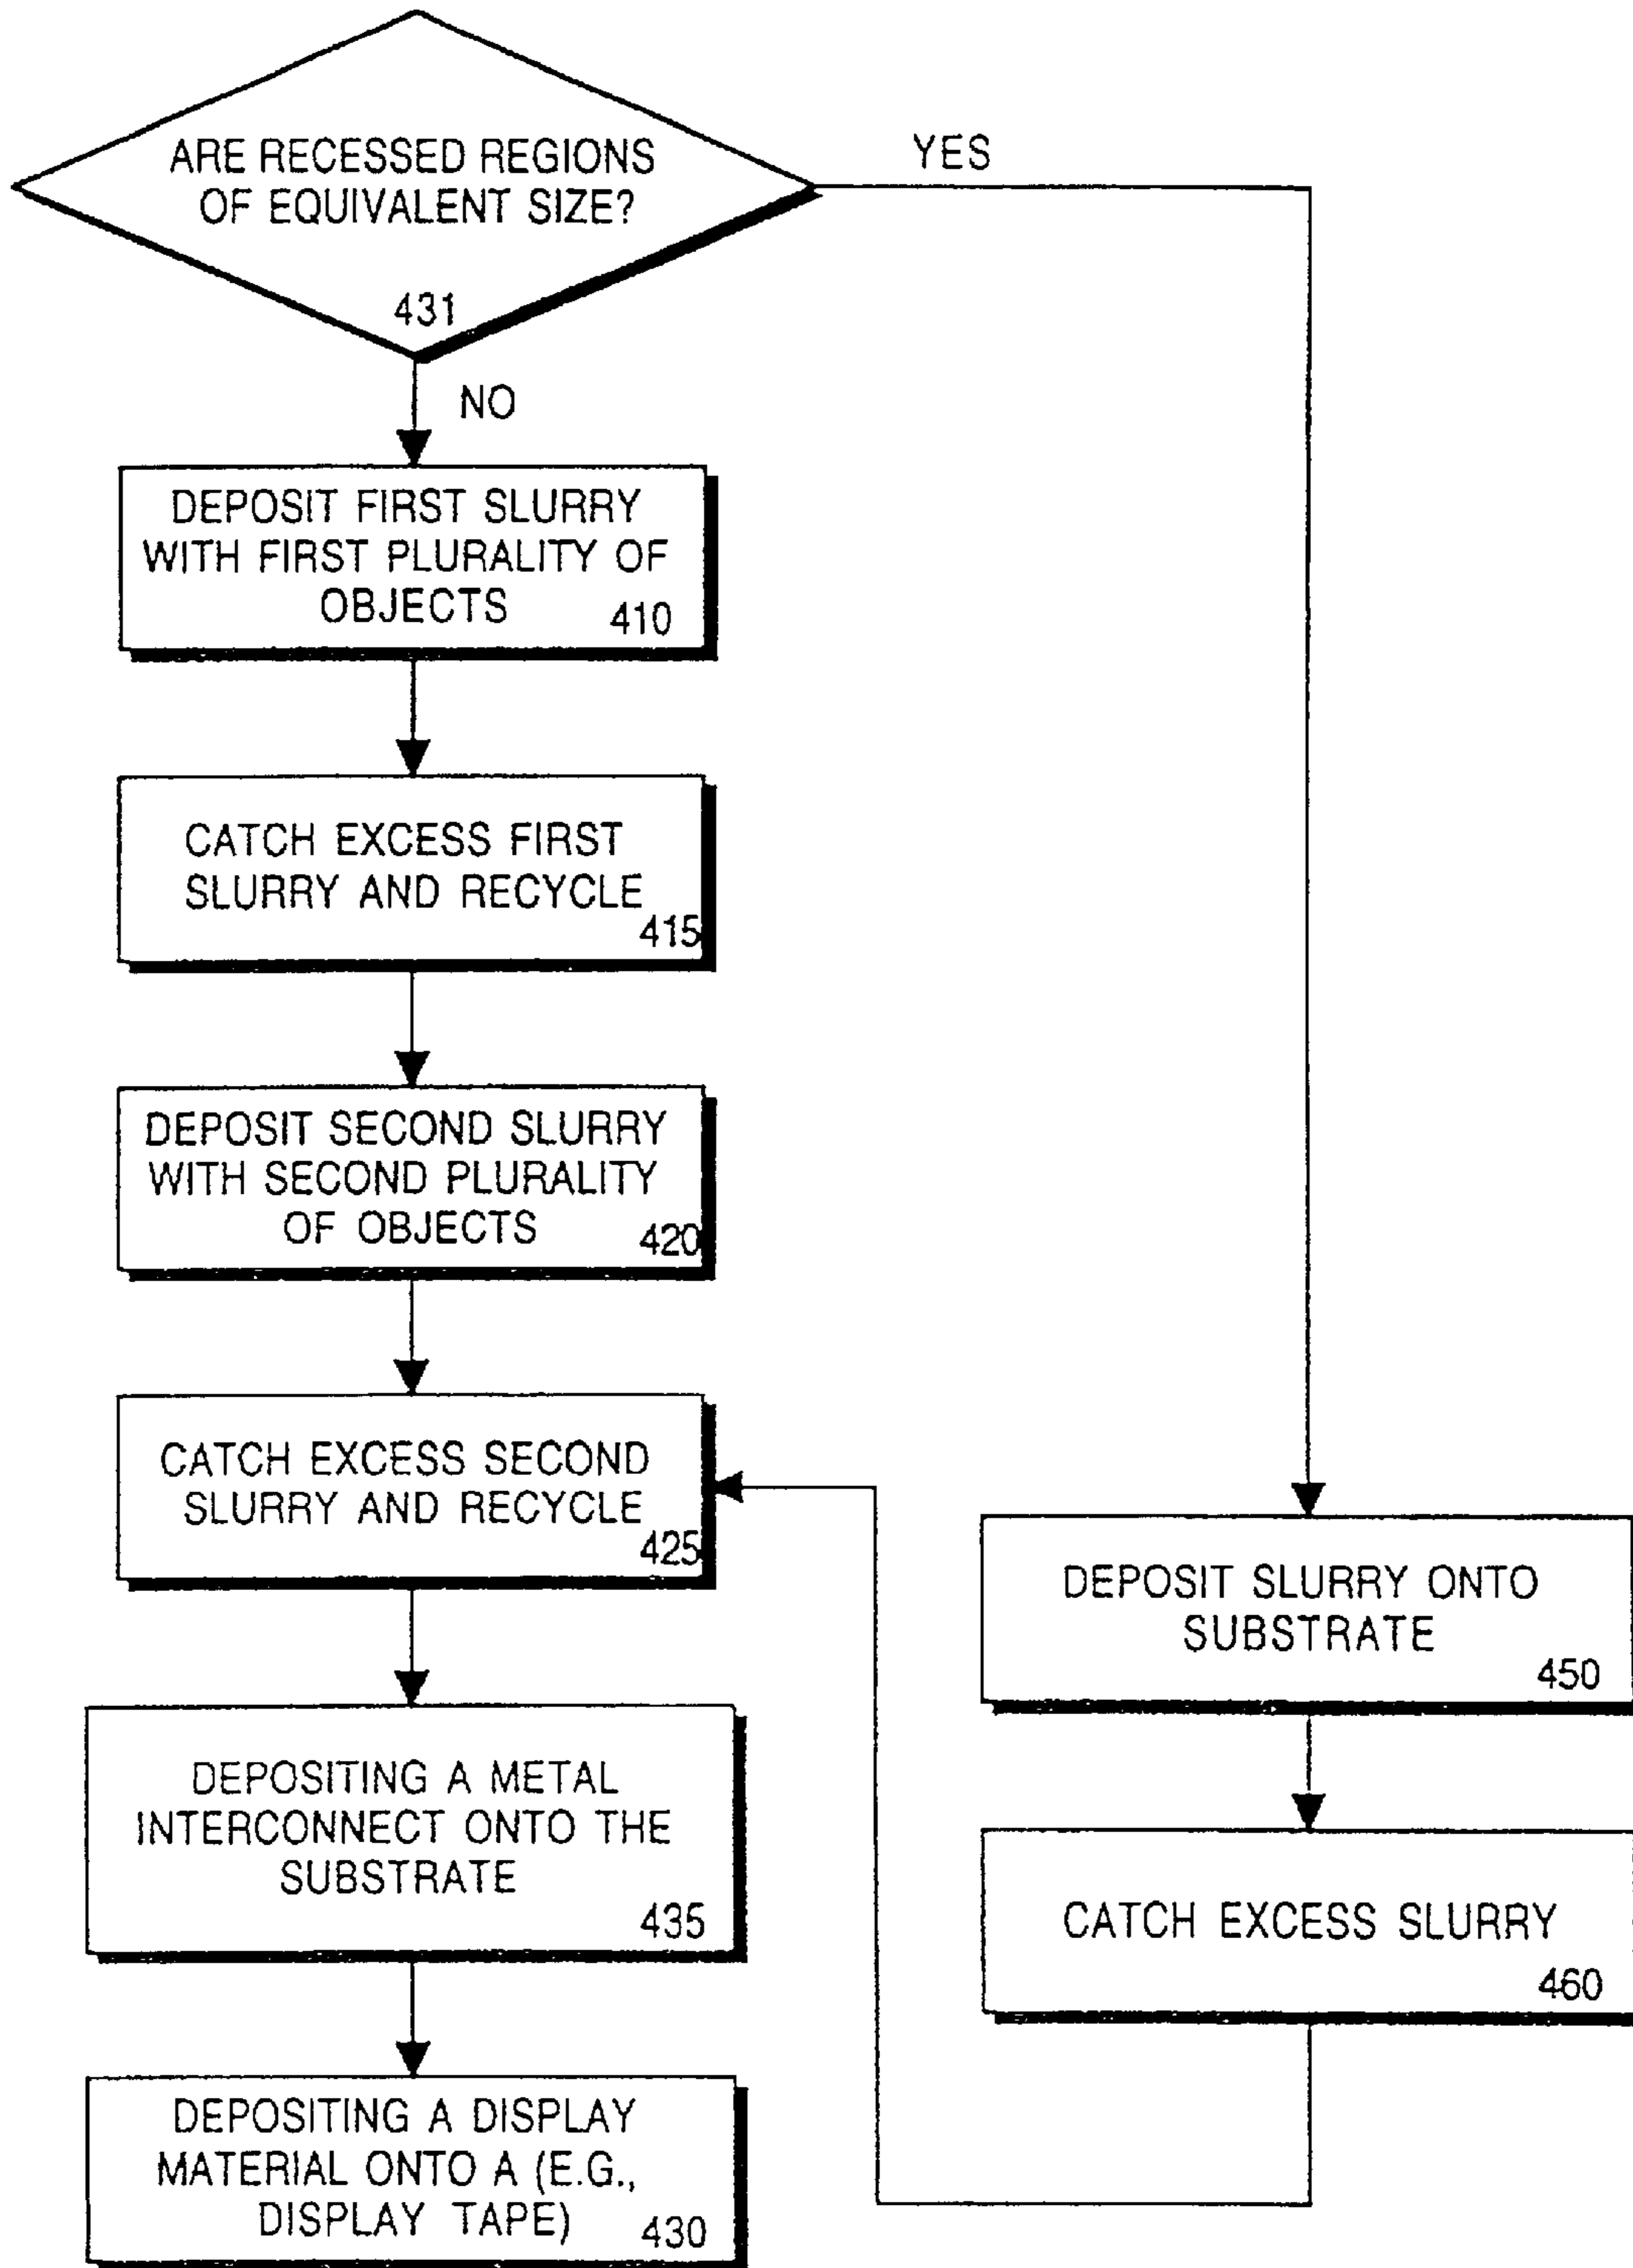 ARE RECESSED REGIONS
OF EQUIVALENT SIZE?
431
YES
NO
DEPOSIT FIRST SLURRY
WITH FIRST PLURALITY OF
OBJECTS
410
CATCH EXCESS FIRST
SLURRY AND RECYCLE
415
DEPOSIT SECOND SLURRY
WITH SECOND PLURALITY
OF OBJECTS
420
CATCH EXCESS SECOND
SLURRY AND RECYCLE
425
DEPOSITING A METAL
INTERCONNECT ONTO THE
SUBSTRATE
435
DEPOSITING A DISPLAY
MATERIAL ONTO A (E.G.,
DISPLAY TAPE)
430
DEPOSIT SLURRY ONTO
SUBSTRATE
450
CATCH EXCESS SLURRY
460